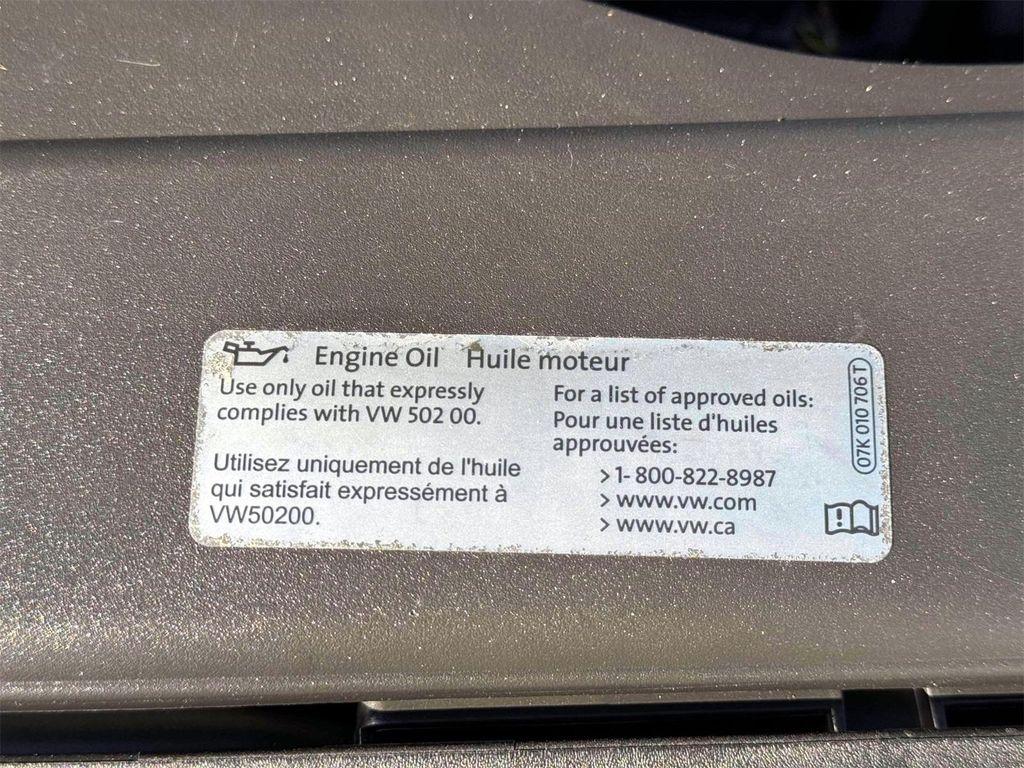 Engine Oil Huile moteur
Use only oil that expressly
complies with VW 502 00.
Utilisez uniquement de l'huile
qui satisfait expressément à
VW50200.
For a list of approved oils:
Pour une liste d'huiles
approuvées:
>1-800-822-8987
> www.vw.com
> www.vw.ca
07K 010 706 T